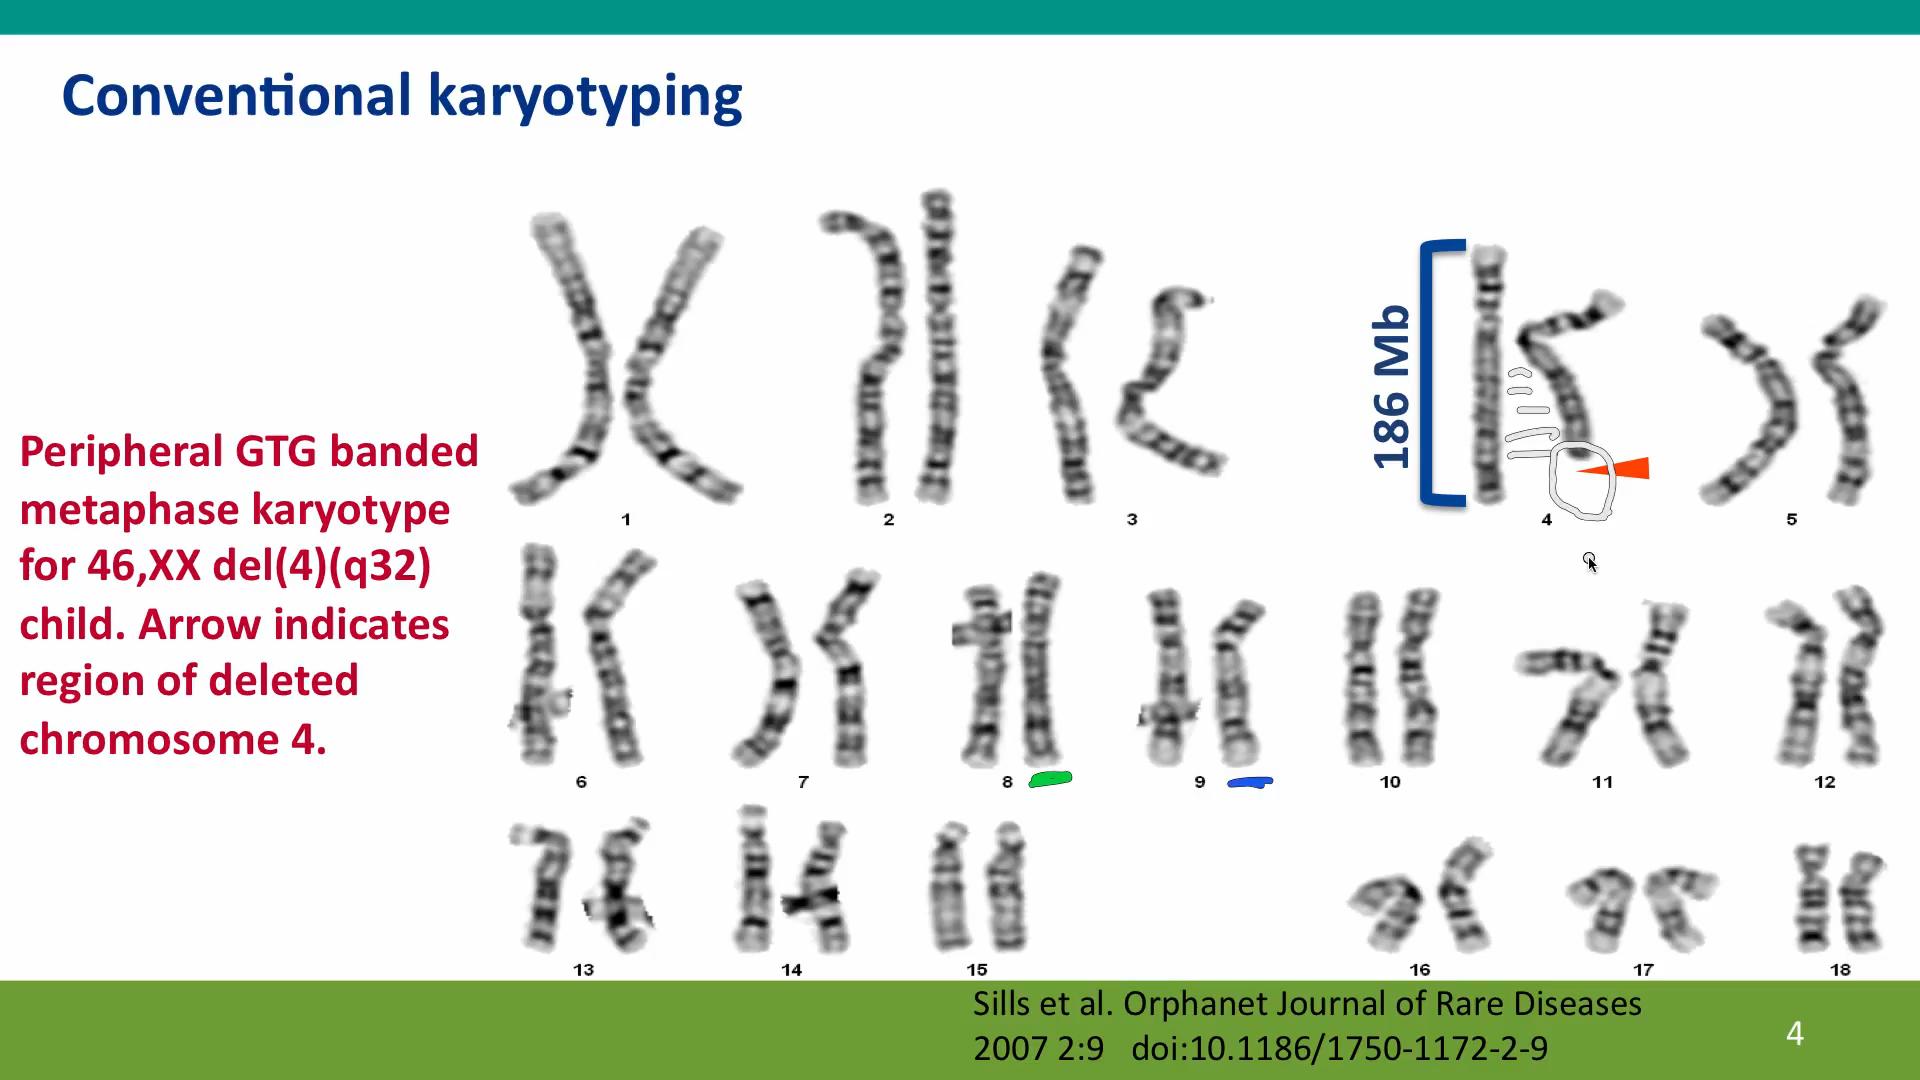 Conventional karyotyping
186 Mb
Peripheral GTG banded
metaphase karyotype
for 46,XX del(4)(q32)
child. Arrow indicates
region of deleted
chromosome 4.
1 2 3 4 5
6 7 8 9 10 11 12
13 14 15 16 17 18
Sills et al. Orphanet Journal of Rare Diseases
2007 2:9 doi:10.1186/1750-1172-2-9
4